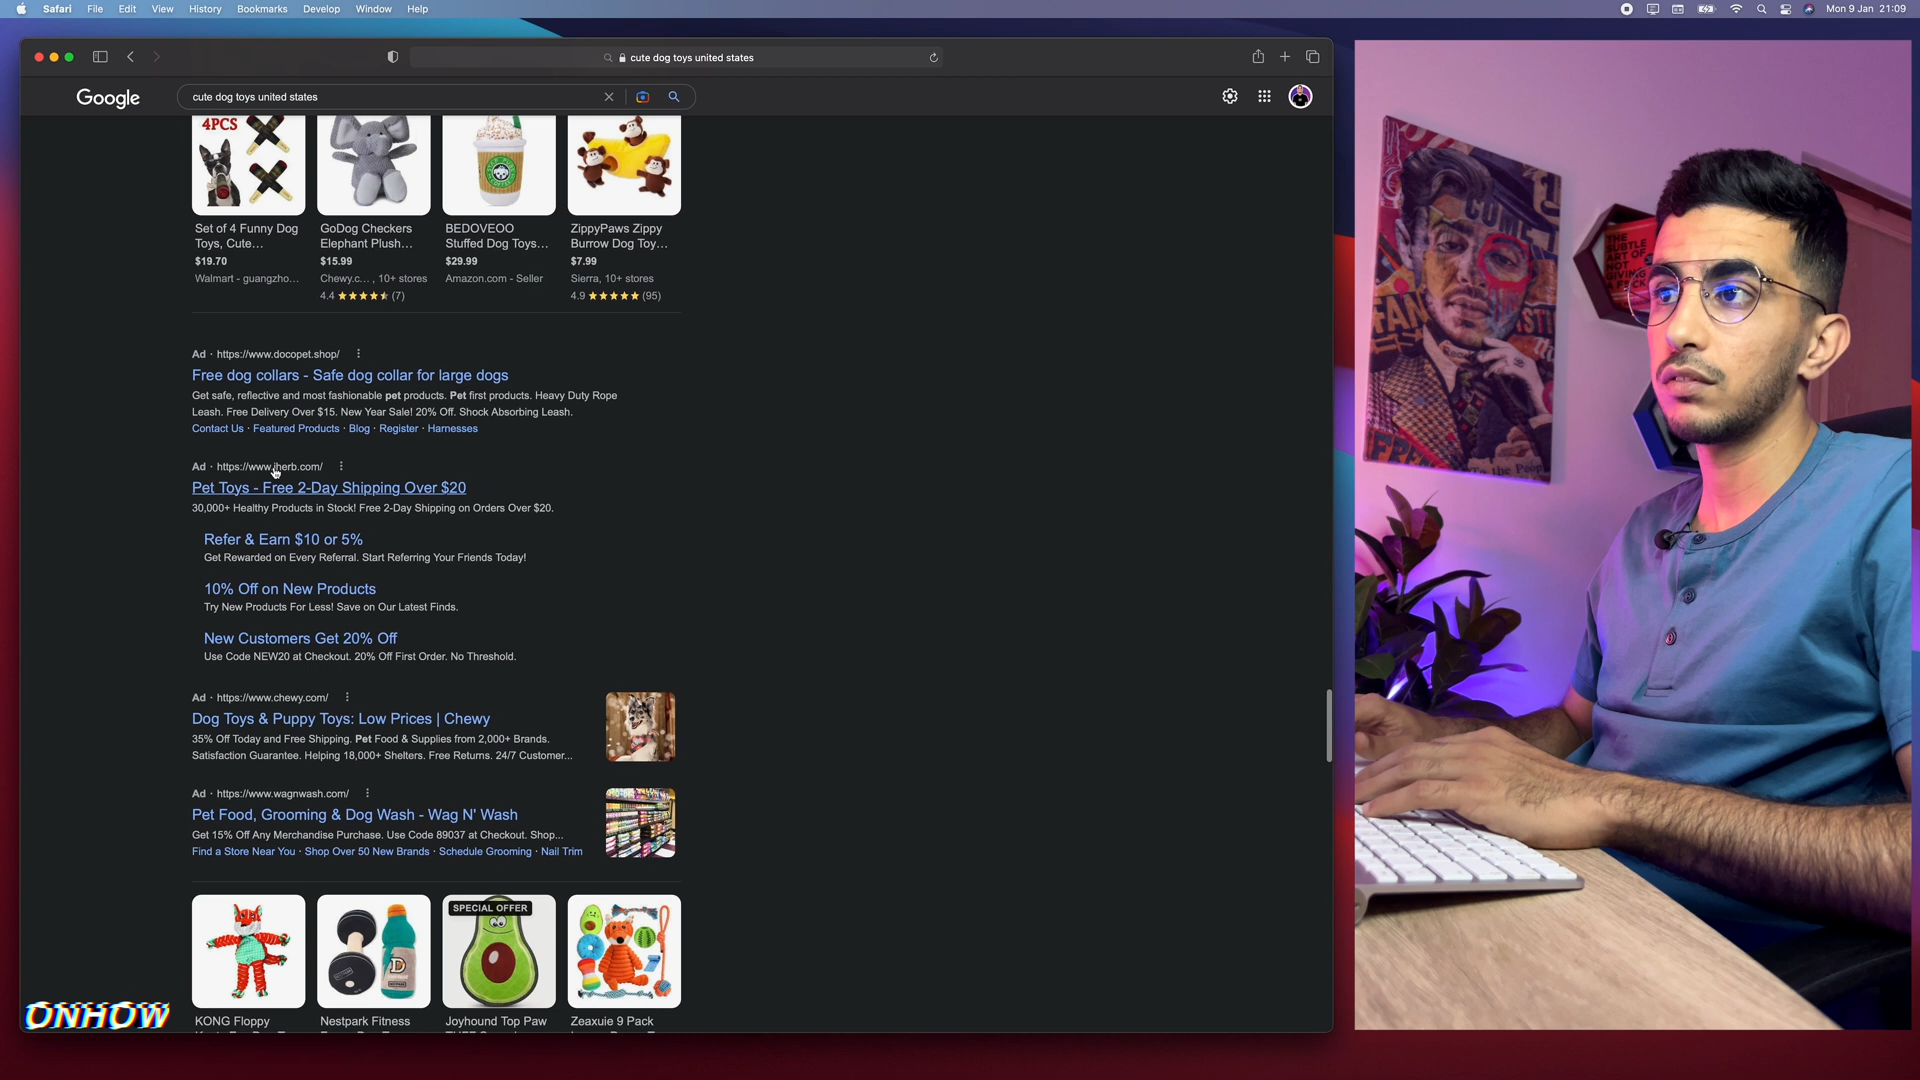 Safari File Edit View History Bookmarks Develop Window Help
Mon 9 Jan 21:09
cute dog toys united states
Google
cute dog toys united states
4PCS
Set of 4 Funny Dog
Toys, Cute...
$19.70
Walmart - guangzho...
GoDog Checkers
Elephant Plush...
$15.99
Chewy.c... , 10+ stores
4.4 (7)
BEDOVEOO
Stuffed Dog Toys...
$29.99
Amazon.com - Seller
ZippyPaws Zippy
Burrow Dog Toy...
$7.99
Sierra, 10+ stores
4.9 (95)
Ad · https://www.docopet.shop/
Free dog collars - Safe dog collar for large dogs
Get safe, reflective and most fashionable pet products. Pet first products. Heavy Duty Rope
Leash. Free Delivery Over $15. New Year Sale! 20% Off. Shock Absorbing Leash.
Contact Us · Featured Products · Blog · Register · Harnesses
Ad · https://www.iherb.com/
Pet Toys - Free 2-Day Shipping Over $20
30,000+ Healthy Products in Stock! Free 2-Day Shipping on Orders Over $20.
Refer & Earn $10 or 5%
Get Rewarded on Every Referral. Start Referring Your Friends Today!
10% Off on New Products
Try New Products For Less! Save on Our Latest Finds.
New Customers Get 20% Off
Use Code NEW20 at Checkout. 20% Off First Order. No Threshold.
Ad · https://www.chewy.com/
Dog Toys & Puppy Toys: Low Prices | Chewy
35% Off Today and Free Shipping. Pet Food & Supplies from 2,000+ Brands.
Satisfaction Guarantee. Helping 18,000+ Shelters. Free Returns. 24/7 Customer...
Ad · https://www.wagnwash.com/
Pet Food, Grooming & Dog Wash - Wag N' Wash
Get 15% Off Any Merchandise Purchase. Use Code 89037 at Checkout. Shop...
Find a Store Near You · Shop Over 50 New Brands · Schedule Grooming · Nail Trim
SPECIAL OFFER
D
KONG Floppy
Nestpark Fitness
Joyhound Top Paw
Zeaxuie 9 Pack
ONHOW
THE
SUBTLE
ART OF
NOT
GIVING
A F CK